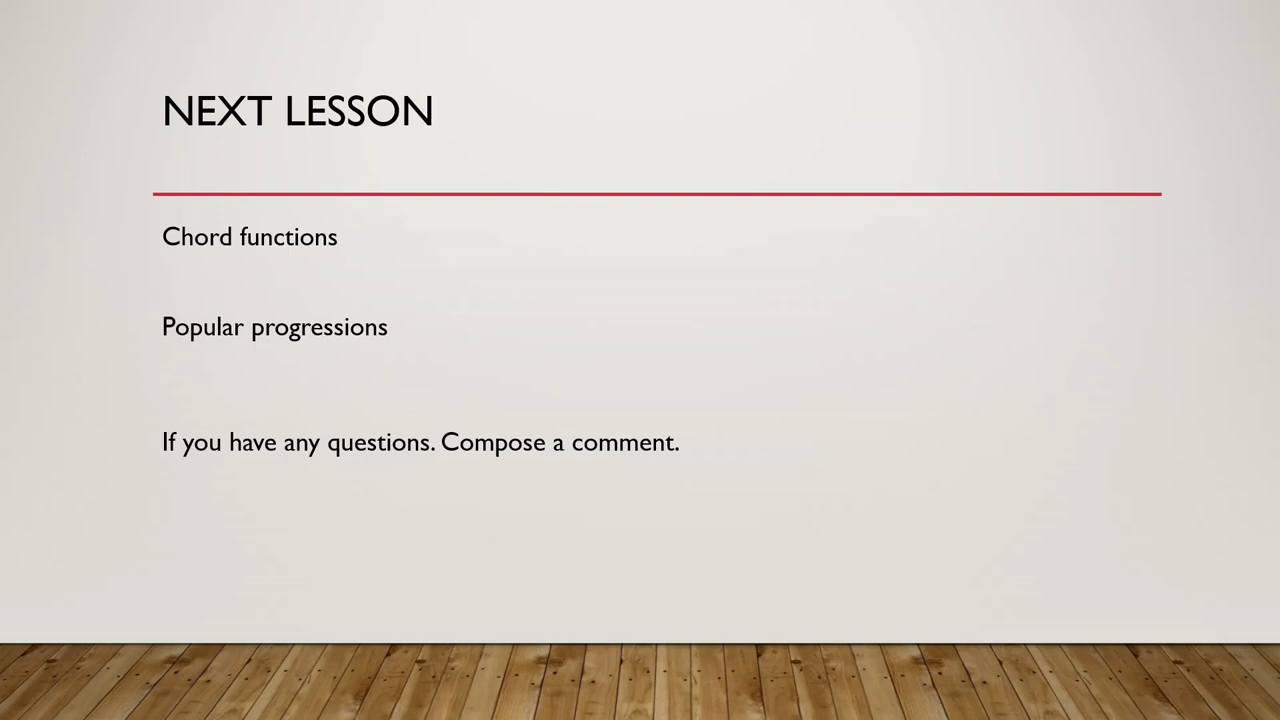 NEXT LESSON
Chord functions
Popular progressions
If you have any questions. Compose a comment.